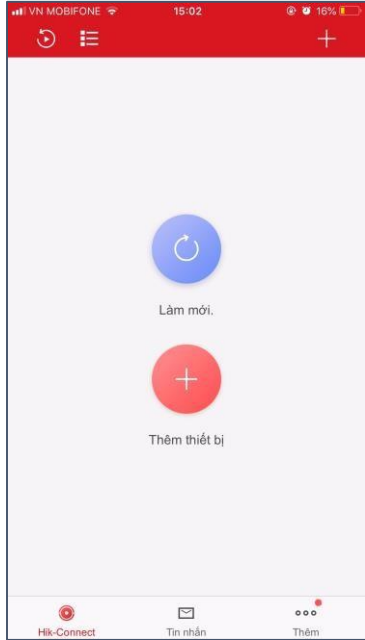 VN MOBIFONE 15:02 16%
Làm mới.
Thêm thiết bị
Hik-Connect Tin nhắn Thêm